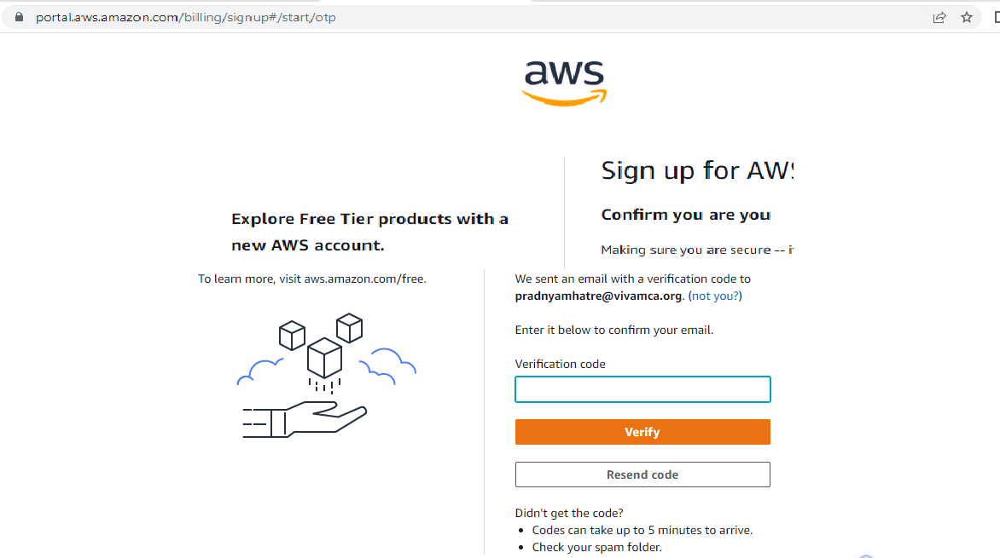 portal.aws.amazon.com/billing/signup#/start/otp
aws
Explore Free Tier products with a
new AWS account.
To learn more, visit aws.amazon.com/free.
Sign up for AWS
Confirm you are you
Making sure you are secure --
We sent an email with a verification code to
pradnyamhatre@vivamca.org. (not you?)
Enter it below to confirm your email.
Verification code
Verify
Resend code
Didn't get the code?
• Codes can take up to 5 minutes to arrive.
• Check your spam folder.